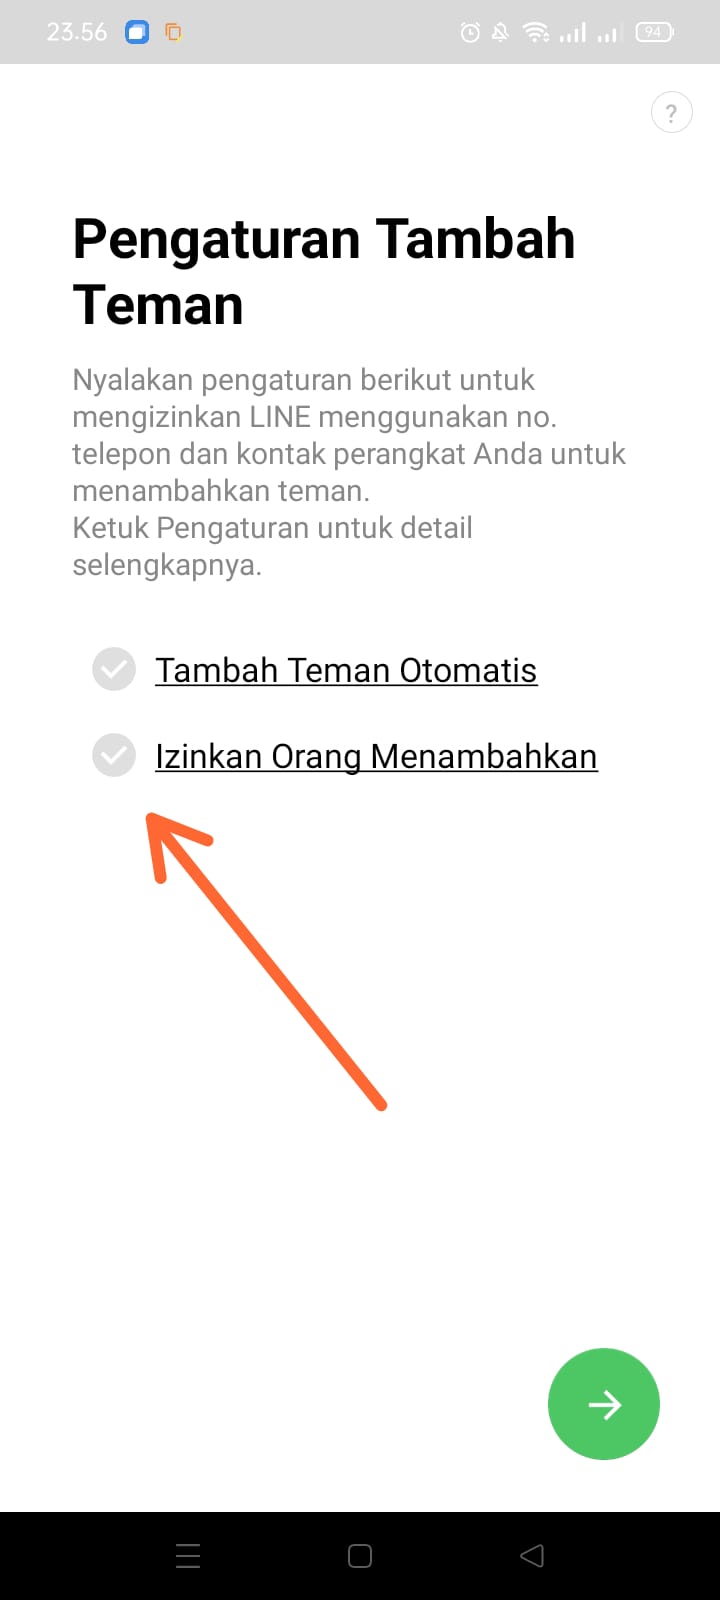 23.56
94
?
Pengaturan Tambah
Teman
Nyalakan pengaturan berikut untuk
mengizinkan LINE menggunakan no.
telepon dan kontak perangkat Anda untuk
menambahkan teman.
Ketuk Pengaturan untuk detail
selengkapnya.
Tambah Teman Otomatis
Izinkan Orang Menambahkan